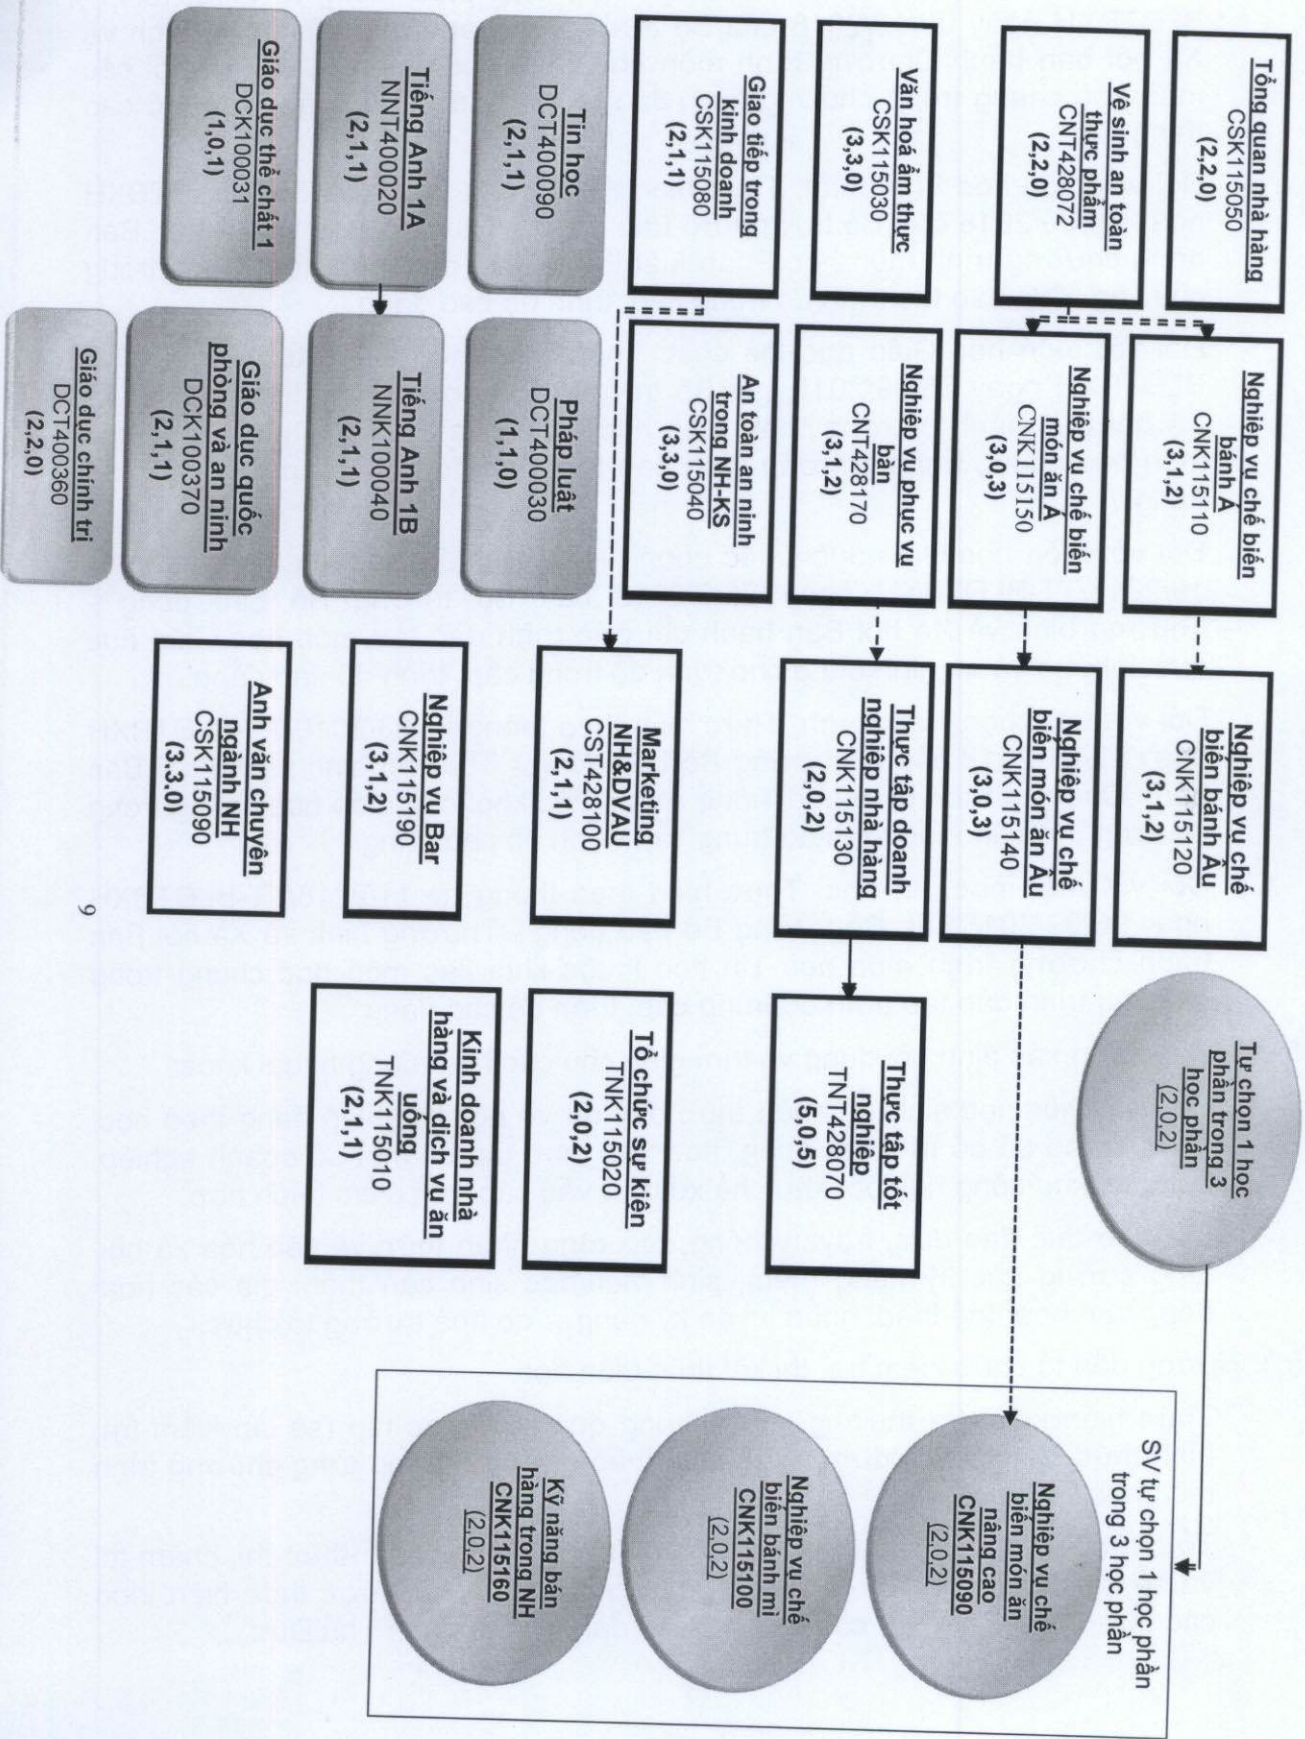 Tổng quan nhà hàng
CSK115050
(2,2,0)
Vệ sinh an toàn
thực phẩm
CNT428072
(2,2,0)
Văn hoá ẩm thực
CSK115030
(3,3,0)
Giao tiếp trong
kinh doanh
CSK115080
(2,1,1)
Tin học
DCT400090
(2,1,1)
Tiếng Anh 1A
NNT400020
(2,1,1)
Giáo dục thể chất 1
DCK100031
(1,0,1)
Nghiệp vụ chế biến
bánh Á
CNK115110
(3,1,2)
Nghiệp vụ chế biến
món ăn Á
CNK115150
(3,0,3)
Nghiệp vụ phục vụ
bàn
CNT428170
(3,1,2)
An toàn an ninh
trong NH-KS
CSK115040
(3,3,0)
Pháp luật
DCT400030
(1,1,0)
Tiếng Anh 1B
NNK100040
(2,1,1)
Giáo dục quốc
phòng và an ninh
DCK100370
(2,1,1)
Giáo dục chính trị
DCT400360
(2,2,0)
Nghiệp vụ chế
biến bánh Âu
CNK115120
(3,1,2)
Nghiệp vụ chế
biến món ăn Âu
CNK115140
(3,0,3)
Thực tập doanh
nghiệp nhà hàng
CNK115130
(2,0,2)
Marketing
NH&DVAU
CST428100
(2,1,1)
Nghiệp vụ Bar
CNK115190
(3,1,2)
Anh văn chuyên
ngành NH
CSK115090
(3.3.0)
Tự chọn 1 học
phần trong 3
học phần
(2,0,2)
Thực tập tốt
nghiệp
TNT428070
(5,0,5)
Tổ chức sự kiện
TNK115020
(2,0,2)
Kinh doanh nhà
hàng và dịch vụ ăn
uống
TNK115010
(2,1,1)
SV tự chọn 1 học phần
trong 3 học phần
Nghiệp vụ chế
biến món ăn
nâng cao
CNK115090
(2,0,2)
Nghiệp vụ chế
biến bánh mì
CNK115100
(2,0,2)
Kỹ năng bán
hàng trong NH
CNK115160
(2,0,2)
9